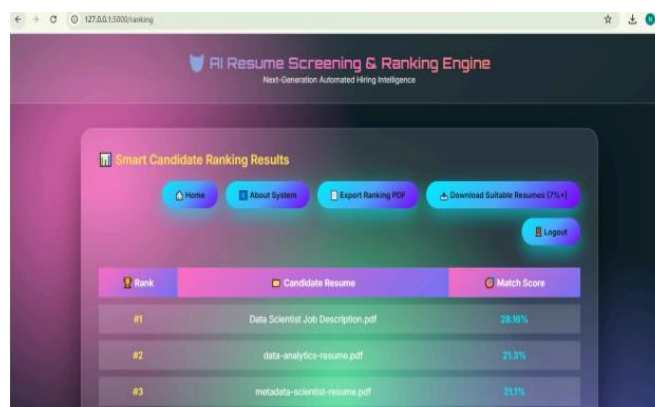 127.0.0.1:5000/ranking
AI Resume Screening & Ranking Engine
Next-Generation Automated Hiring Intelligence
Smart Candidate Ranking Results
Home About System Export Ranking PDF Download Suitable Resumes (7%+)
Logout
Rank Candidate Resume Match Score
#1 Data Scientist Job Description.pdf 28.16%
#2 data-analytics-resume.pdf 21.3%
#3 metadata-scientist-resume.pdf 21.1%